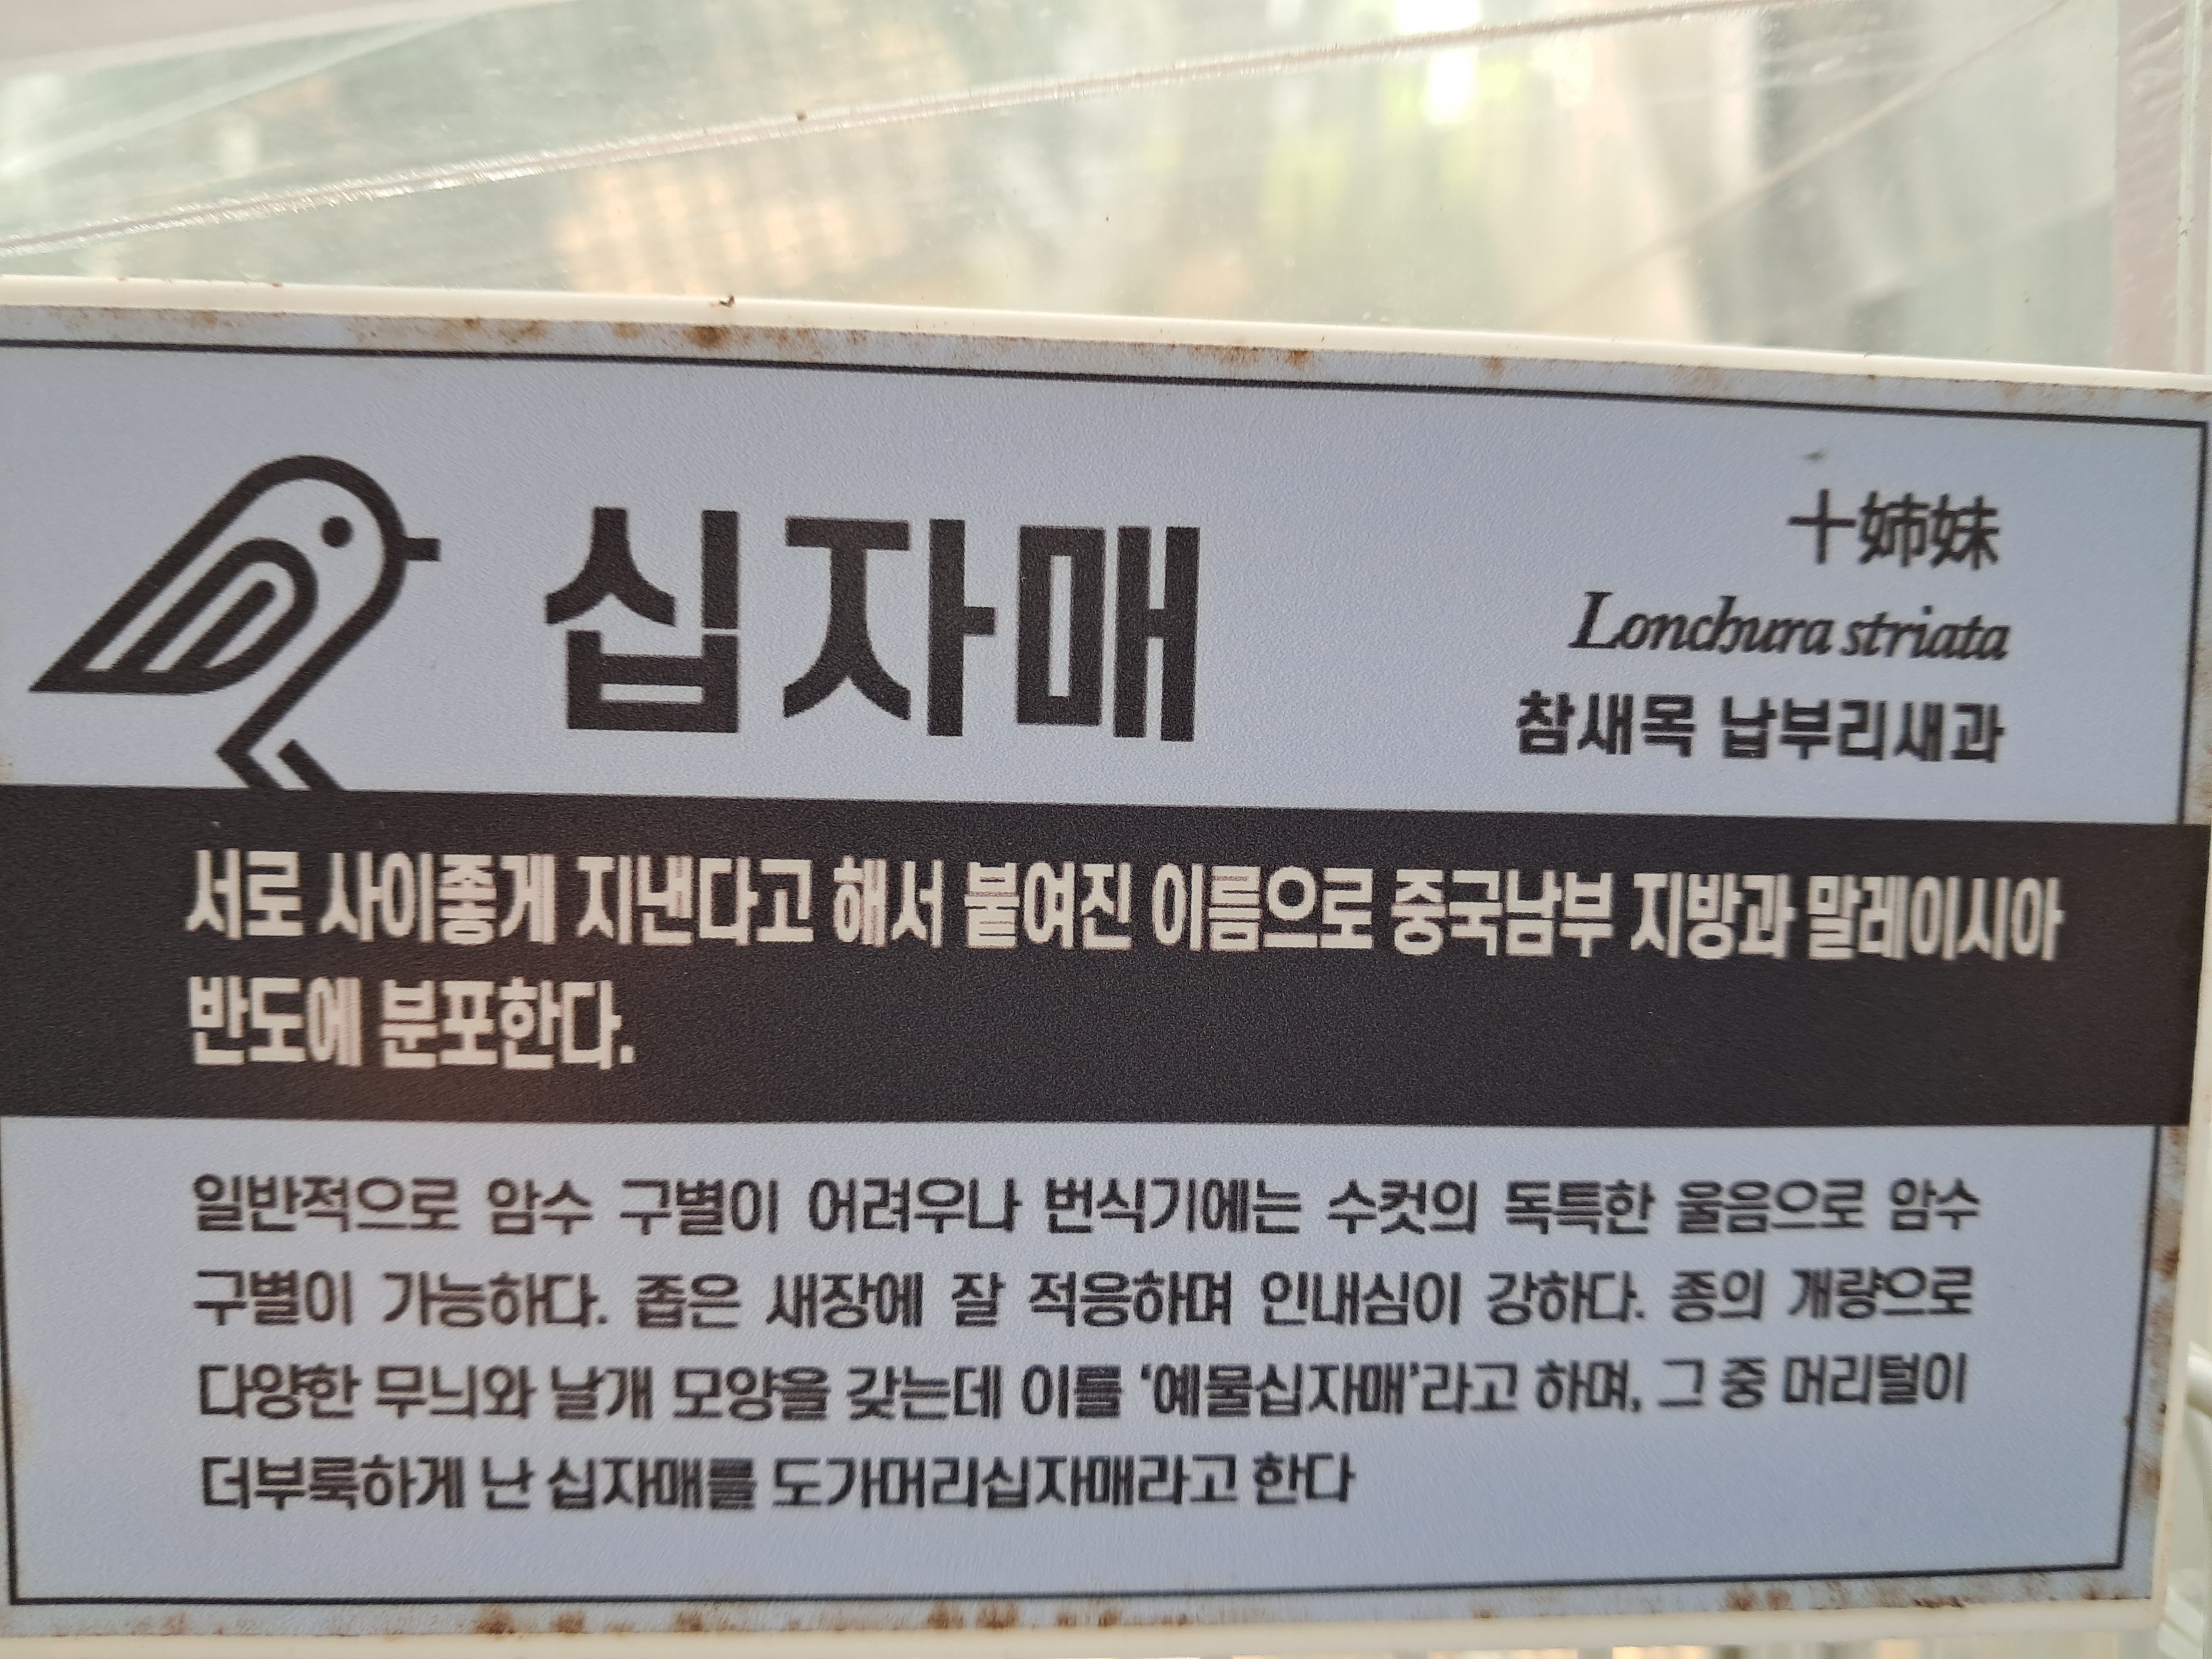 십자매
十姉妹
Lonchura striata
참새목 납부리새과
서로 사이좋게 지낸다고 해서 붙여진 이름으로 중국남부 지방과 말레이시아
반도에 분포한다.
일반적으로 암수 구별이 어려우나 번식기에는 수컷의 독특한 울음으로 암수
구별이 가능하다. 좁은 새장에 잘 적응하며 인내심이 강하다. 종의 개량으로
다양한 무늬와 날개 모양을 갖는데 이를 '예물십자매'라고 하며, 그 중 머리털이
더부룩하게 난 십자매를 도가머리십자매라고 한다